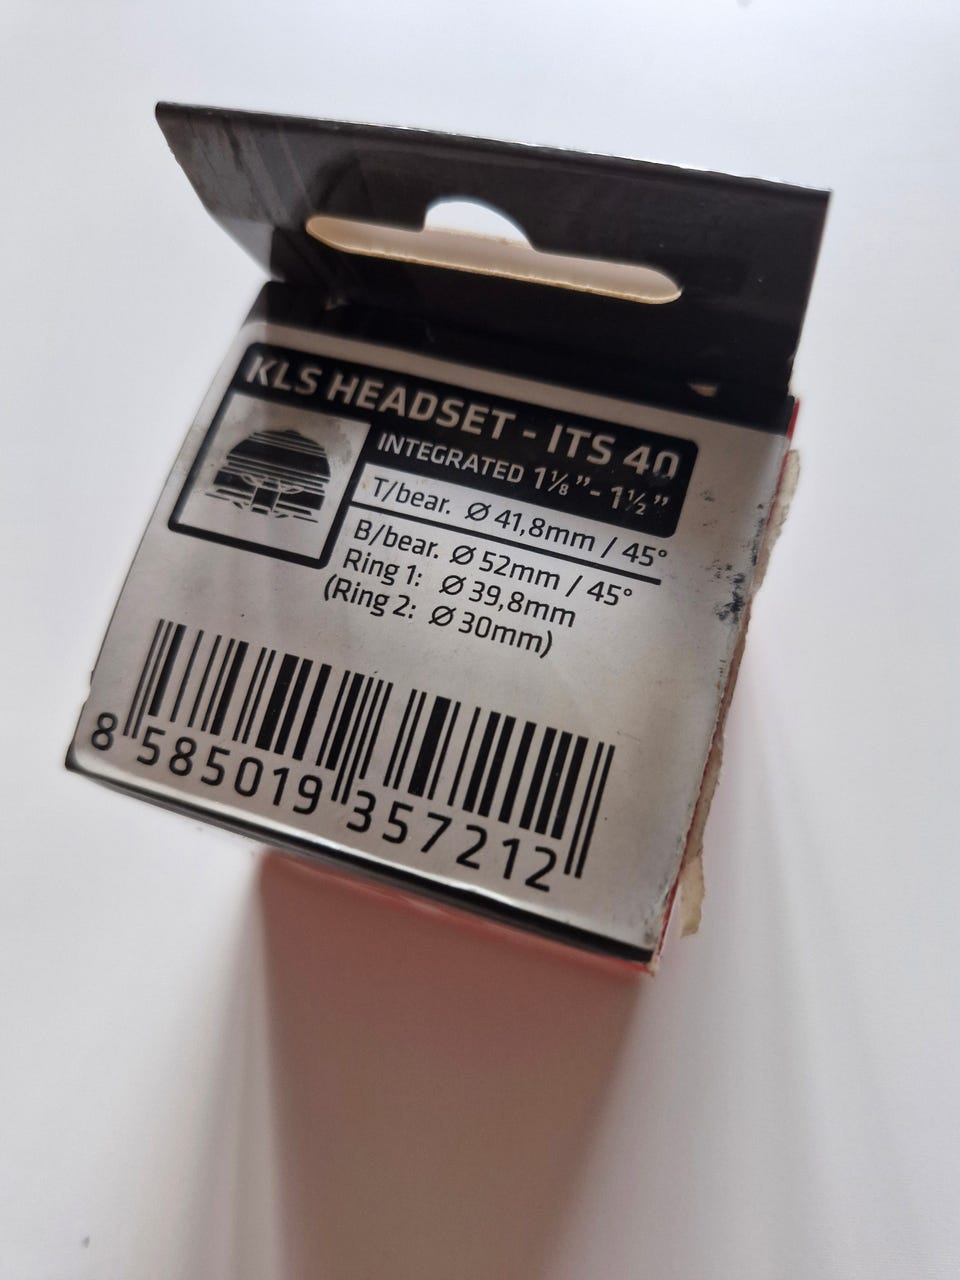 KLS HEADSET - ITS 40
INTEGRATED 1⅛"- 1½"
T/bear. Ø 41,8mm / 45°
B/bear. Ø 52mm / 45°
Ring 1: Ø 39,8mm
(Ring 2: Ø 30mm)
8 585019 357212